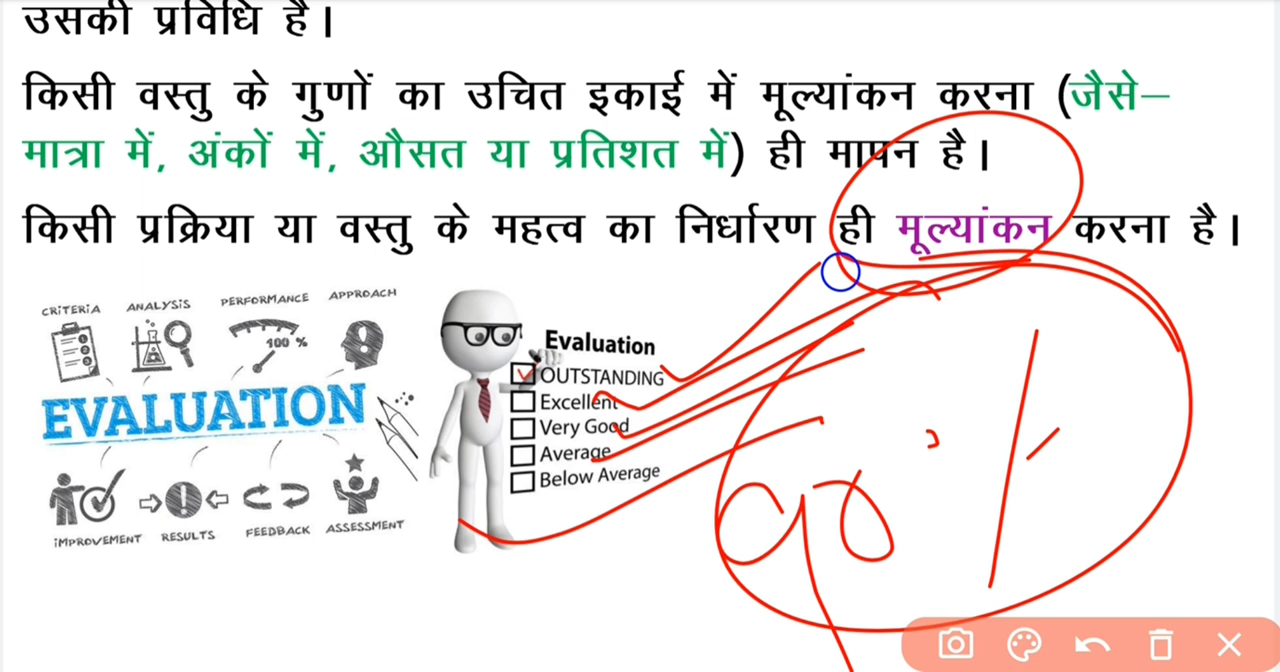 उसकी प्रविधि है।
किसी वस्तु के गुणों का उचित इकाई में मूल्यांकन करना (जैसे–
मात्रा में, अंकों में, औसत या प्रतिशत में) ही मापन है।
किसी प्रक्रिया या वस्तु के महत्व का निर्धारण ही मूल्यांकन करना है।
CRITERIA ANALYSIS PERFORMANCE APPROACH
100 %
EVALUATION
IMPROVEMENT RESULTS FEEDBACK ASSESSMENT
Evaluation
OUTSTANDING
Excellent
Very Good
Average
Below Average
90 %